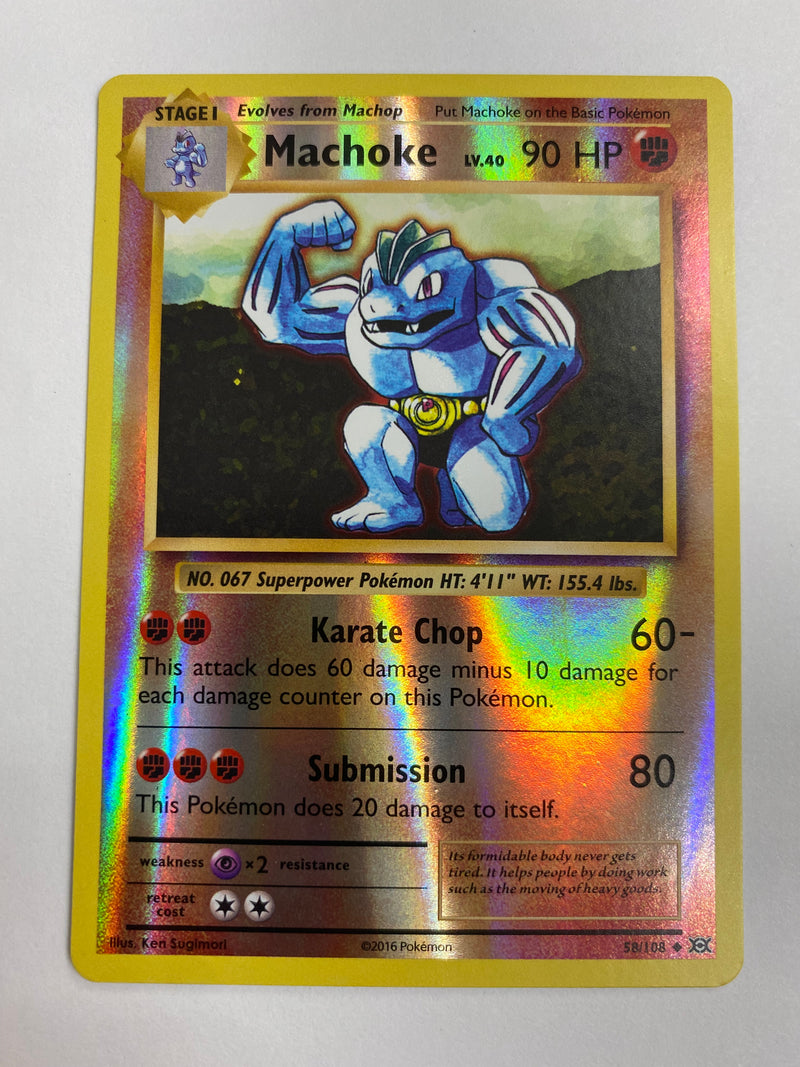 STAGE 1 Evolves from Machop Put Machoke on the Basic Pokémon
Machoke LV.40 90 HP
NO. 067 Superpower Pokémon HT: 4'11" WT: 155.4 lbs.
Karate Chop 60-
This attack does 60 damage minus 10 damage for
each damage counter on this Pokémon.
Submission 80
This Pokémon does 20 damage to itself.
weakness ×2 resistance
retreat
cost
Its formidable body never gets
tired. It helps people by doing work
such as the moving of heavy goods.
Illus. Ken Sugimori ©2016 Pokémon 58/108